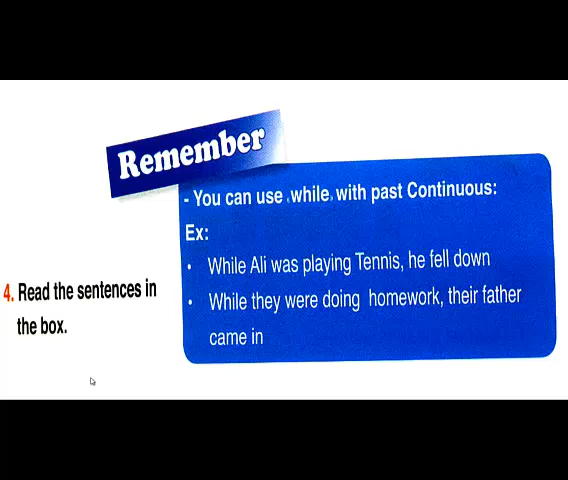 Remember
- You can use ‹while› with past Continuous:
Ex:
• While Ali was playing Tennis, he fell down
• While they were doing homework, their father
came in
4. Read the sentences in
the box.